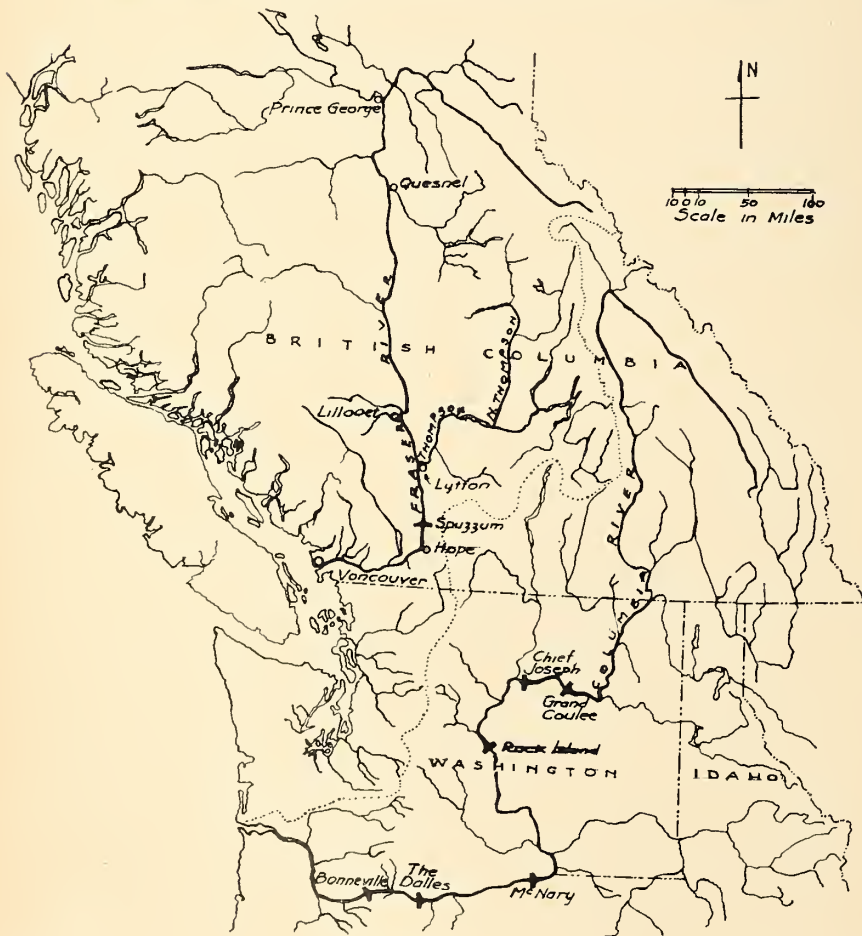 N
Prince George
Quesnel
10 0 10 50 100
Scale in Miles
RIVER
BRITISH COLUMBIA
N. THOMPSON
Lillooet
THOMPSON
FRASER
Lytton
Spuzzum
Hope
Vancouver
RIVER
COLUMBIA
Chief
Joseph
Grand
Coulee
Rock Island
WASHINGTON
IDAHO
Bonneville
The
Dalles
McNary